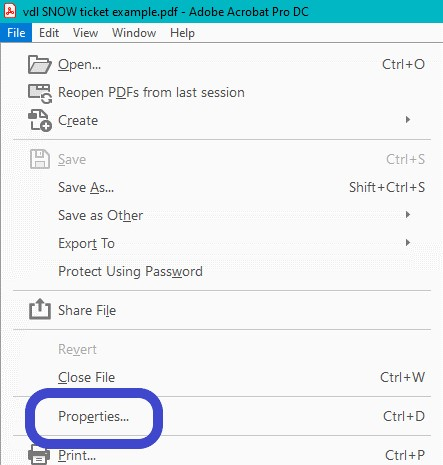 vdl SNOW ticket example.pdf - Adobe Acrobat Pro DC
File Edit View Window Help
Open... Ctrl+O
Reopen PDFs from last session
Create
Save Ctrl+S
Save As... Shift+Ctrl+S
Save as Other
Export To
Protect Using Password
Share File
Revert
Close File Ctrl+W
Properties... Ctrl+D
Print... Ctrl+P